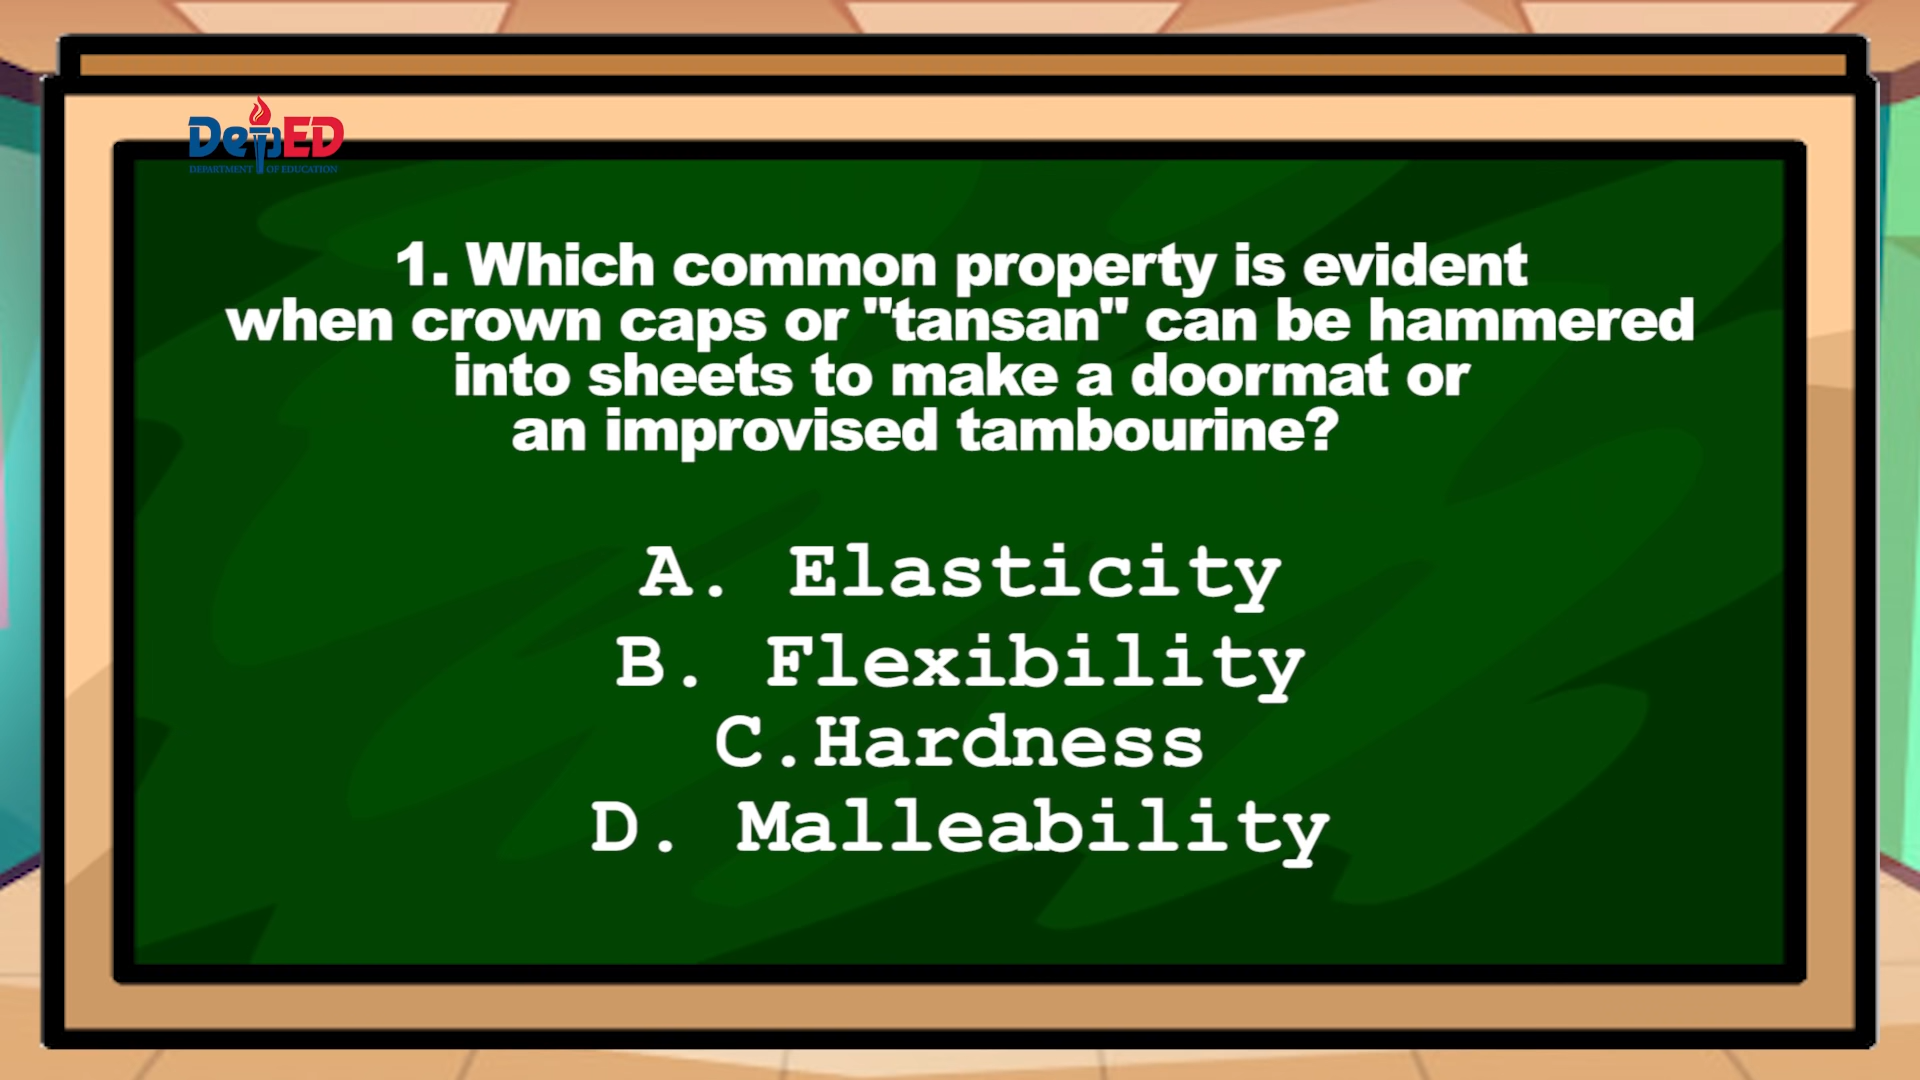 DepED
DEPARTMENT OF EDUCATION
1. Which common property is evident
when crown caps or "tansan" can be hammered
into sheets to make a doormat or
an improvised tambourine?
A. Elasticity
B. Flexibility
C.Hardness
D. Malleability